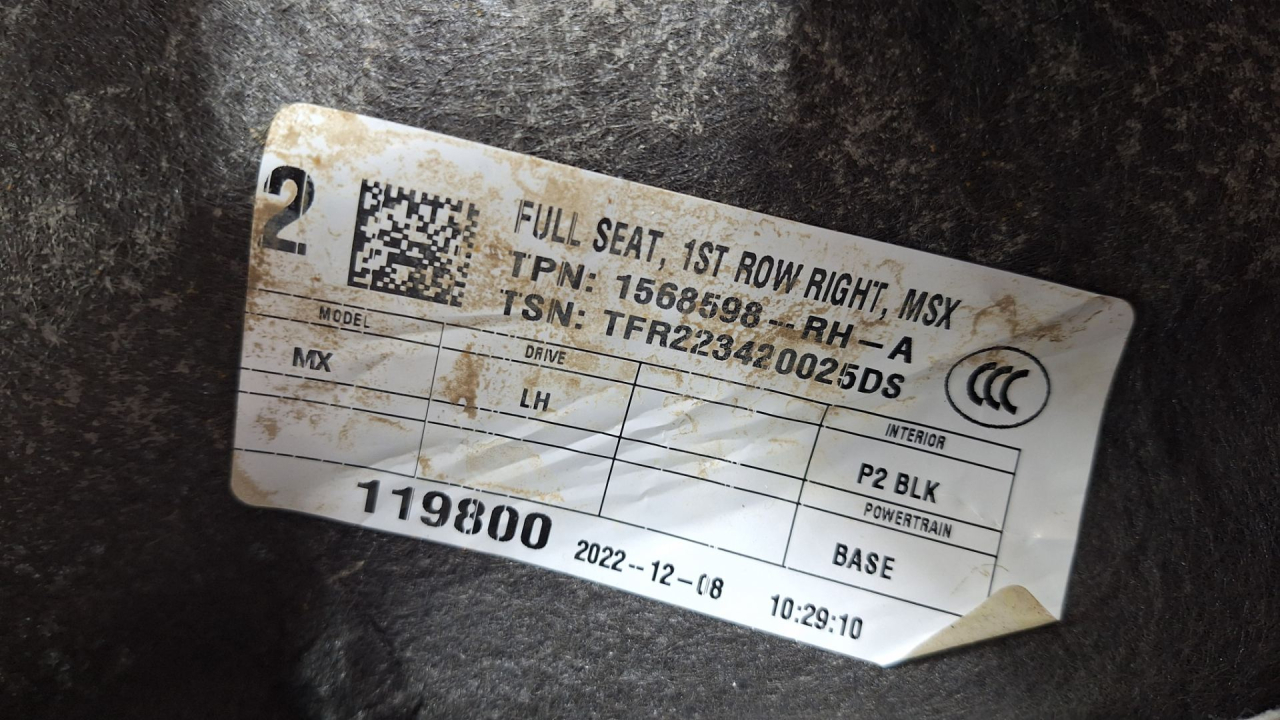 2
FULL SEAT, 1ST ROW RIGHT, MSX
TPN: 1568598--RH-A
TSN: TFR223420025DS
CCC
MODEL
DRIVE
INTERIOR
MX
LH
P2 BLK
POWERTRAIN
BASE
119800
2022--12-08
10:29:10